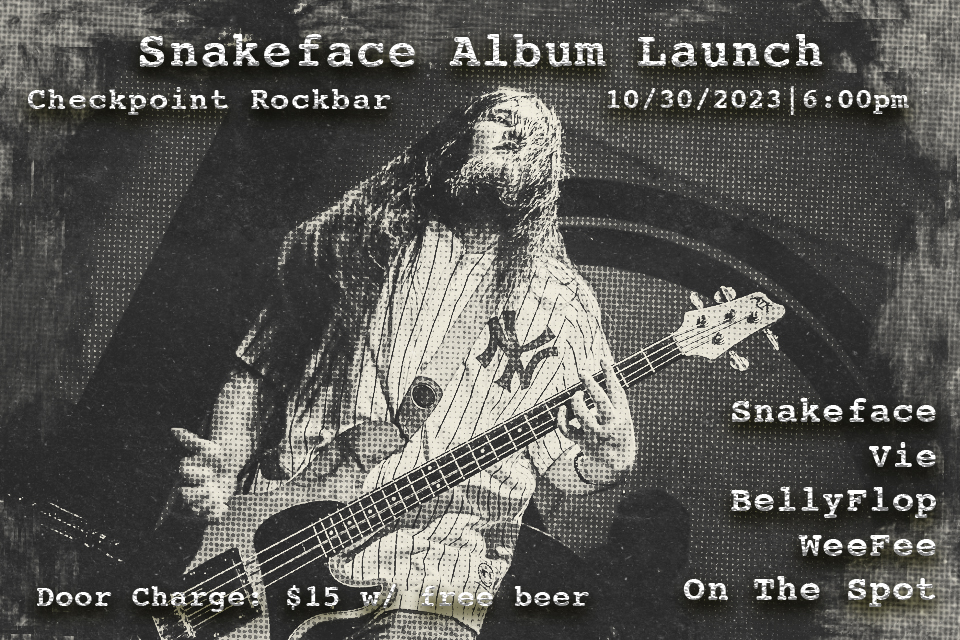 Snakeface Album Launch
Checkpoint Rockbar
10/30/2023|6:00pm
NY
Snakeface
Vie
BellyFlop
WeeFee
On The Spot
Door Charge: $15 w/ free beer